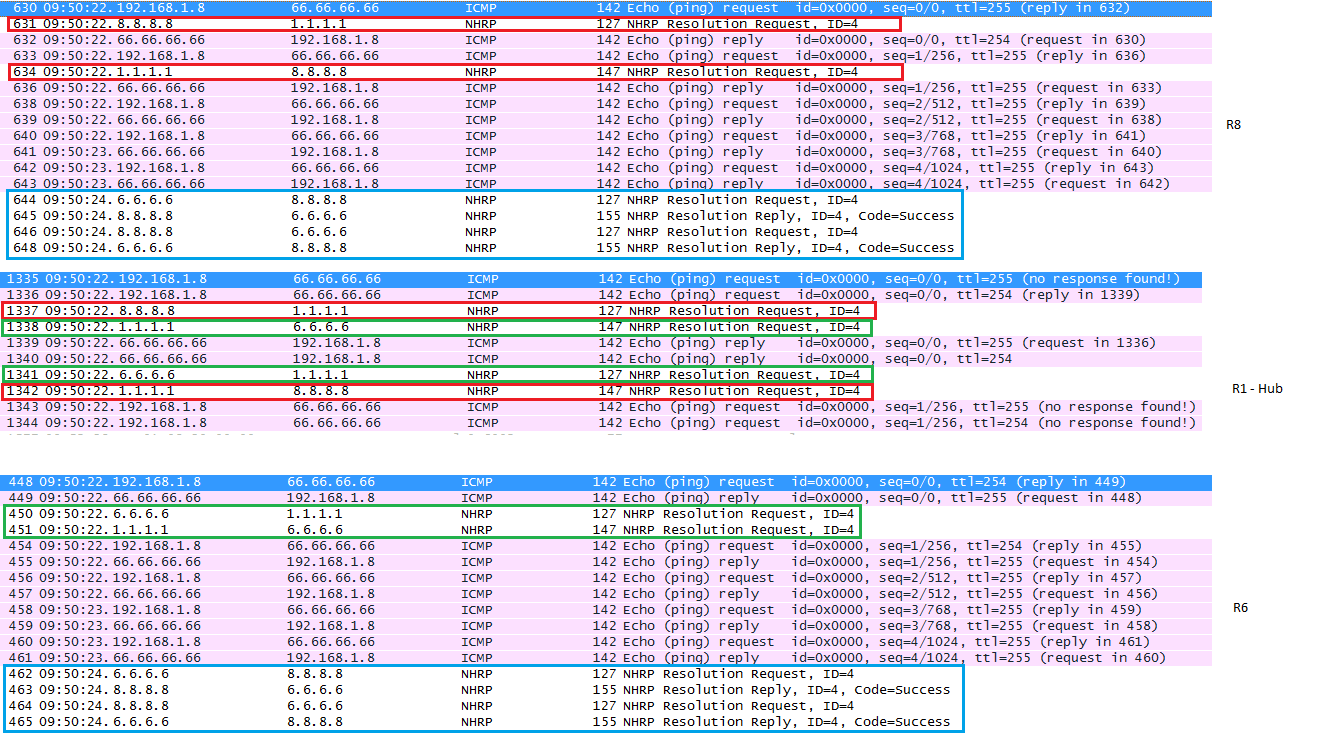 630 09:50:22. 192.168.1.8 66.66.66.66 ICMP 142 Echo (ping) request id=0x0000, seq=0/0, ttl=255 (reply in 632)
631 09:50:22. 8.8.8.8 1.1.1.1 NHRP 127 NHRP Resolution Request, ID=4
632 09:50:22. 66.66.66.66 192.168.1.8 ICMP 142 Echo (ping) reply id=0x0000, seq=0/0, ttl=254 (request in 630)
633 09:50:22. 192.168.1.8 66.66.66.66 ICMP 142 Echo (ping) request id=0x0000, seq=1/256, ttl=255 (reply in 636)
634 09:50:22. 1.1.1.1 8.8.8.8 NHRP 147 NHRP Resolution Request, ID=4
636 09:50:22. 66.66.66.66 192.168.1.8 ICMP 142 Echo (ping) reply id=0x0000, seq=1/256, ttl=255 (request in 633)
638 09:50:22. 192.168.1.8 66.66.66.66 ICMP 142 Echo (ping) request id=0x0000, seq=2/512, ttl=255 (reply in 639)
639 09:50:22. 66.66.66.66 192.168.1.8 ICMP 142 Echo (ping) reply id=0x0000, seq=2/512, ttl=255 (request in 638)
R8
640 09:50:22. 192.168.1.8 66.66.66.66 ICMP 142 Echo (ping) request id=0x0000, seq=3/768, ttl=255 (reply in 641)
641 09:50:23. 66.66.66.66 192.168.1.8 ICMP 142 Echo (ping) reply id=0x0000, seq=3/768, ttl=255 (request in 640)
642 09:50:23. 192.168.1.8 66.66.66.66 ICMP 142 Echo (ping) request id=0x0000, seq=4/1024, ttl=255 (reply in 643)
643 09:50:23. 66.66.66.66 192.168.1.8 ICMP 142 Echo (ping) reply id=0x0000, seq=4/1024, ttl=255 (request in 642)
644 09:50:24. 6.6.6.6 8.8.8.8 NHRP 127 NHRP Resolution Request, ID=4
645 09:50:24. 8.8.8.8 6.6.6.6 NHRP 155 NHRP Resolution Reply, ID=4, Code=Success
646 09:50:24. 8.8.8.8 6.6.6.6 NHRP 127 NHRP Resolution Request, ID=4
648 09:50:24. 6.6.6.6 8.8.8.8 NHRP 155 NHRP Resolution Reply, ID=4, Code=Success
1335 09:50:22. 192.168.1.8 66.66.66.66 ICMP 142 Echo (ping) request id=0x0000, seq=0/0, ttl=255 (no response found!)
1336 09:50:22. 192.168.1.8 66.66.66.66 ICMP 142 Echo (ping) request id=0x0000, seq=0/0, ttl=254 (reply in 1339)
1337 09:50:22. 8.8.8.8 1.1.1.1 NHRP 127 NHRP Resolution Request, ID=4
1338 09:50:22. 1.1.1.1 6.6.6.6 NHRP 147 NHRP Resolution Request, ID=4
1339 09:50:22. 66.66.66.66 192.168.1.8 ICMP 142 Echo (ping) reply id=0x0000, seq=0/0, ttl=255 (request in 1336)
1340 09:50:22. 66.66.66.66 192.168.1.8 ICMP 142 Echo (ping) reply id=0x0000, seq=0/0, ttl=254
1341 09:50:22. 6.6.6.6 1.1.1.1 NHRP 127 NHRP Resolution Request, ID=4
1342 09:50:22. 1.1.1.1 8.8.8.8 NHRP 147 NHRP Resolution Request, ID=4
R1 - Hub
1343 09:50:22. 192.168.1.8 66.66.66.66 ICMP 142 Echo (ping) request id=0x0000, seq=1/256, ttl=255 (no response found!)
1344 09:50:22. 192.168.1.8 66.66.66.66 ICMP 142 Echo (ping) request id=0x0000, seq=1/256, ttl=254 (no response found!)
448 09:50:22. 192.168.1.8 66.66.66.66 ICMP 142 Echo (ping) request id=0x0000, seq=0/0, ttl=254 (reply in 449)
449 09:50:22. 66.66.66.66 192.168.1.8 ICMP 142 Echo (ping) reply id=0x0000, seq=0/0, ttl=255 (request in 448)
450 09:50:22. 6.6.6.6 1.1.1.1 NHRP 127 NHRP Resolution Request, ID=4
451 09:50:22. 1.1.1.1 6.6.6.6 NHRP 147 NHRP Resolution Request, ID=4
454 09:50:22. 192.168.1.8 66.66.66.66 ICMP 142 Echo (ping) request id=0x0000, seq=1/256, ttl=254 (reply in 455)
455 09:50:22. 66.66.66.66 192.168.1.8 ICMP 142 Echo (ping) reply id=0x0000, seq=1/256, ttl=255 (request in 454)
456 09:50:22. 192.168.1.8 66.66.66.66 ICMP 142 Echo (ping) request id=0x0000, seq=2/512, ttl=255 (reply in 457)
457 09:50:22. 66.66.66.66 192.168.1.8 ICMP 142 Echo (ping) reply id=0x0000, seq=2/512, ttl=255 (request in 456)
458 09:50:23. 192.168.1.8 66.66.66.66 ICMP 142 Echo (ping) request id=0x0000, seq=3/768, ttl=255 (reply in 459)
R6
459 09:50:23. 66.66.66.66 192.168.1.8 ICMP 142 Echo (ping) reply id=0x0000, seq=3/768, ttl=255 (request in 458)
460 09:50:23. 192.168.1.8 66.66.66.66 ICMP 142 Echo (ping) request id=0x0000, seq=4/1024, ttl=255 (reply in 461)
461 09:50:23. 66.66.66.66 192.168.1.8 ICMP 142 Echo (ping) reply id=0x0000, seq=4/1024, ttl=255 (request in 460)
462 09:50:24. 6.6.6.6 8.8.8.8 NHRP 127 NHRP Resolution Request, ID=4
463 09:50:24. 8.8.8.8 6.6.6.6 NHRP 155 NHRP Resolution Reply, ID=4, Code=Success
464 09:50:24. 8.8.8.8 6.6.6.6 NHRP 127 NHRP Resolution Request, ID=4
465 09:50:24. 6.6.6.6 8.8.8.8 NHRP 155 NHRP Resolution Reply, ID=4, Code=Success